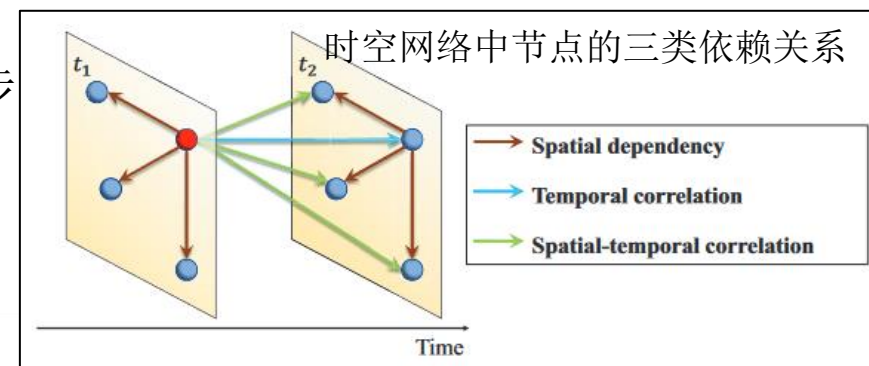 时空网络中节点的三类依赖关系
步
t₁
t₂
Spatial dependency
Temporal correlation
Spatial-temporal correlation
Time